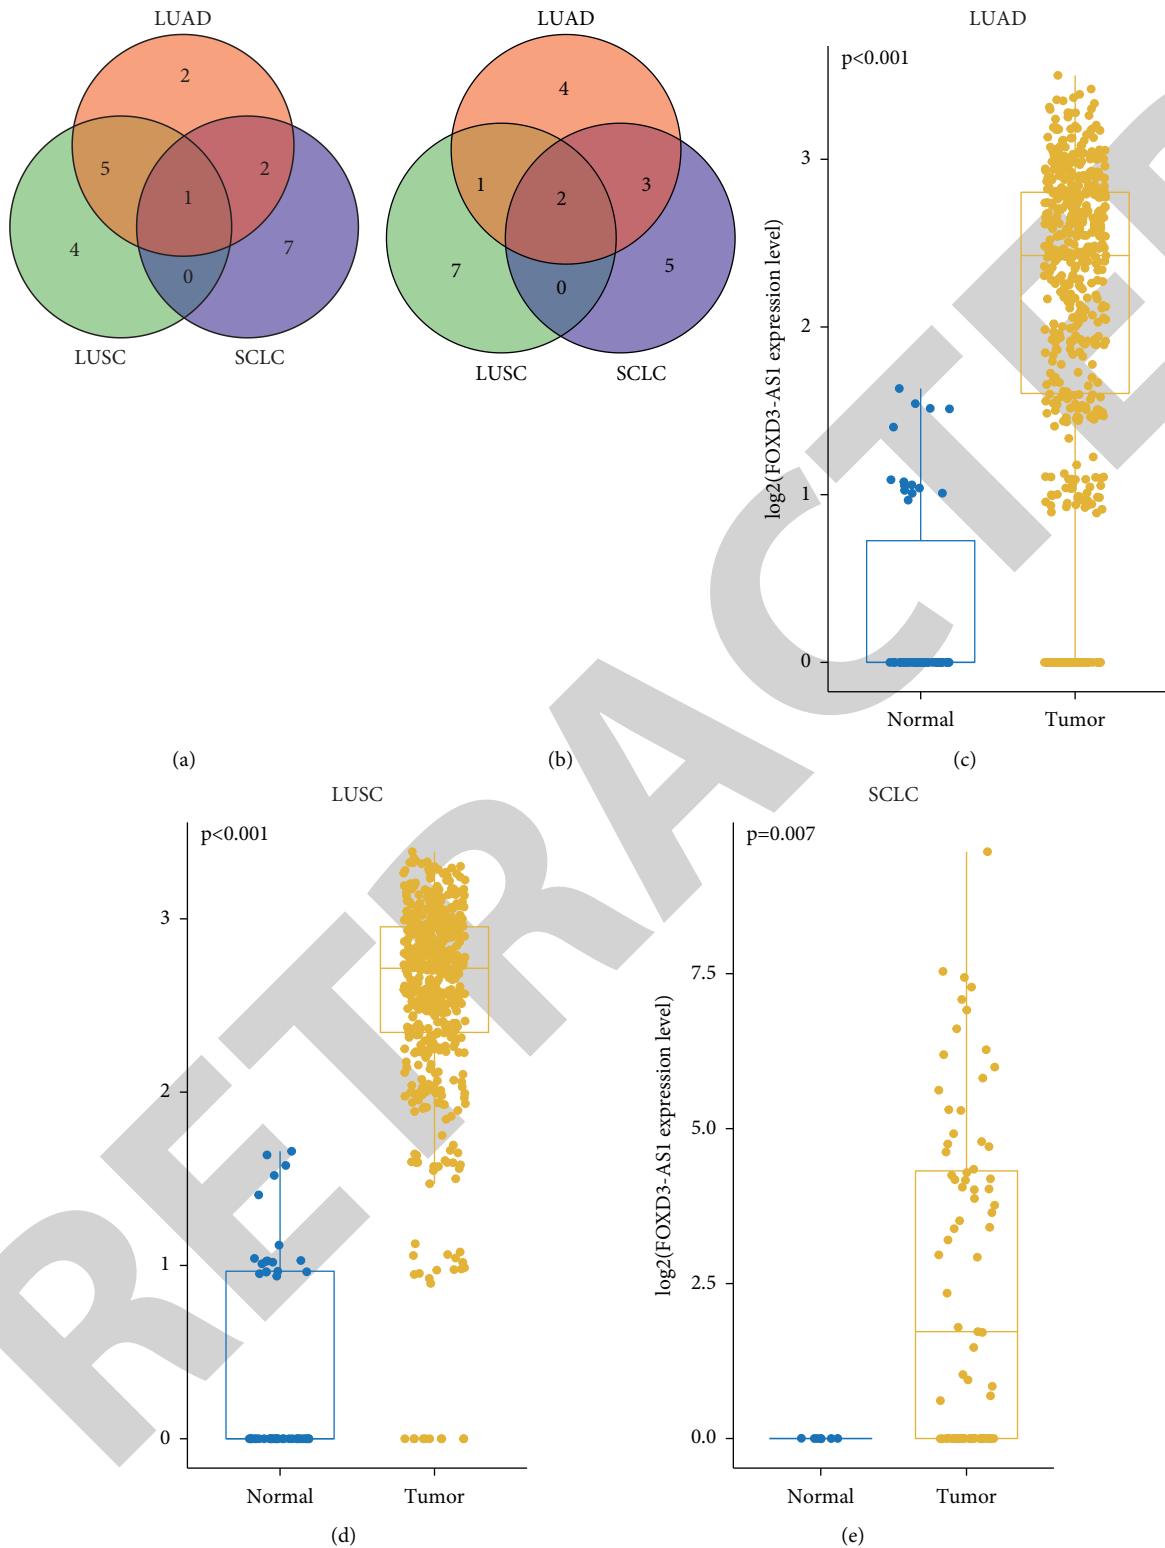 LUAD
2
5
2
1
4
7
0
LUSC
SCLC
(a)
LUAD
4
1
3
2
7
5
0
LUSC
SCLC
(b)
LUAD
p<0.001
log2(FOXD3-AS1 expression level)
3
2
1
0
Normal
Tumor
(c)
LUSC
p<0.001
3
2
1
0
Normal
Tumor
(d)
SCLC
p=0.007
log2(FOXD3-AS1 expression level)
7.5
5.0
2.5
0.0
Normal
Tumor
(e)
RETRACTED